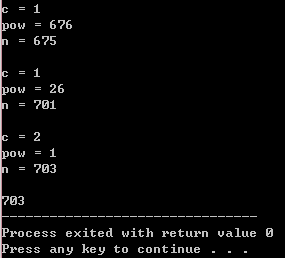 c = 1
pow = 676
n = 675
c = 1
pow = 26
n = 701
c = 2
pow = 1
n = 703
703
--------------------------------
Process exited with return value 0
Press any key to continue . . .